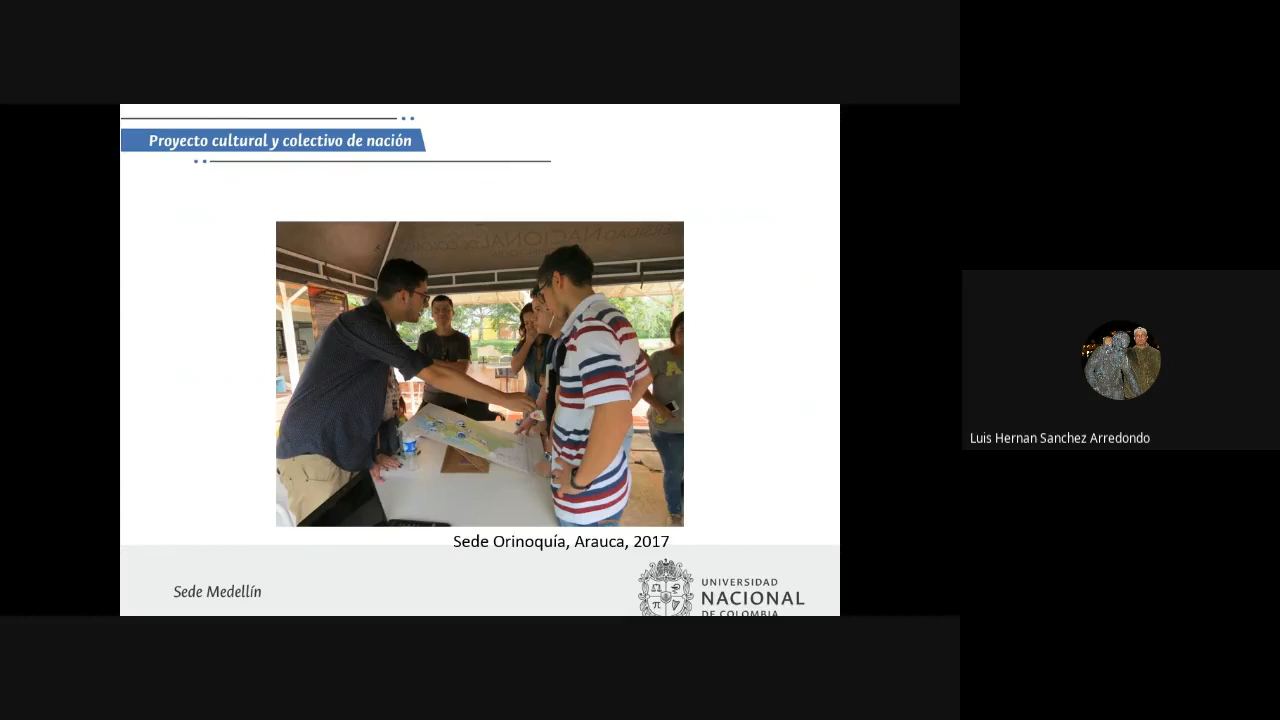 Proyecto cultural y colectivo de nación
Sede Orinoquía, Arauca, 2017
Sede Medellín
UNIVERSIDAD
NACIONAL
DE COLOMBIA
Luis Hernan Sanchez Arredondo